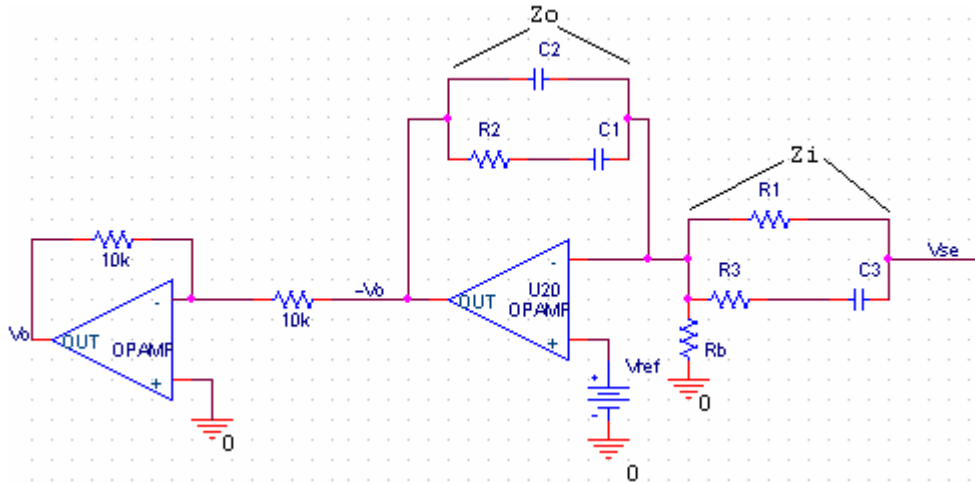 Zo
C2
R2
C1
Zi
R1
Vse
R3
C3
10k
-
U20
-Vo
OUT
OPAMP
-
10k
Vo
OUT
OPAMP
+
Rb
Vref
+
+
-
0
0
0